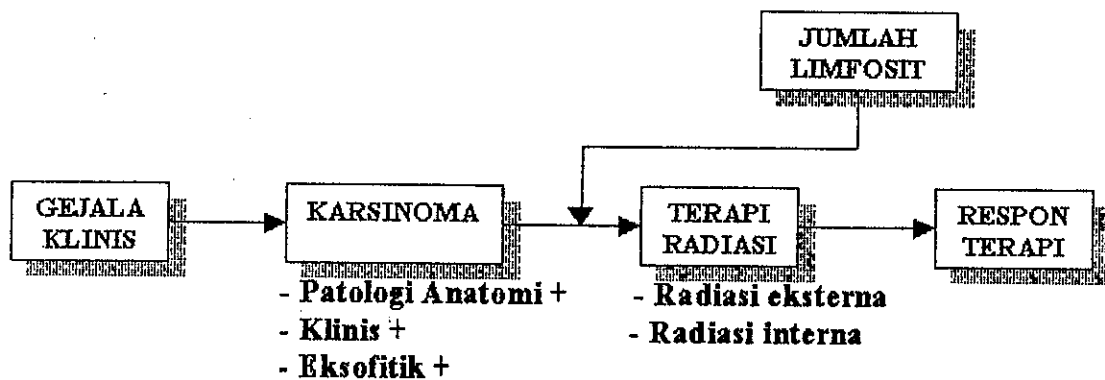 JUMLAH
LIMFOSIT
GEJALA
KLINIS
KARSINOMA
TERAPI
RADIASI
RESPON
TERAPI
- Patologi Anatomi +
- Klinis +
- Eksofitik +
- Radiasi eksterna
- Radiasi interna